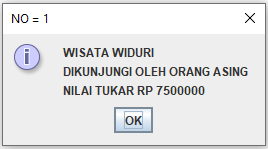 NO = 1
WISATA WIDURI
DIKUNJUNGI OLEH ORANG ASING
NILAI TUKAR RP 7500000
OK